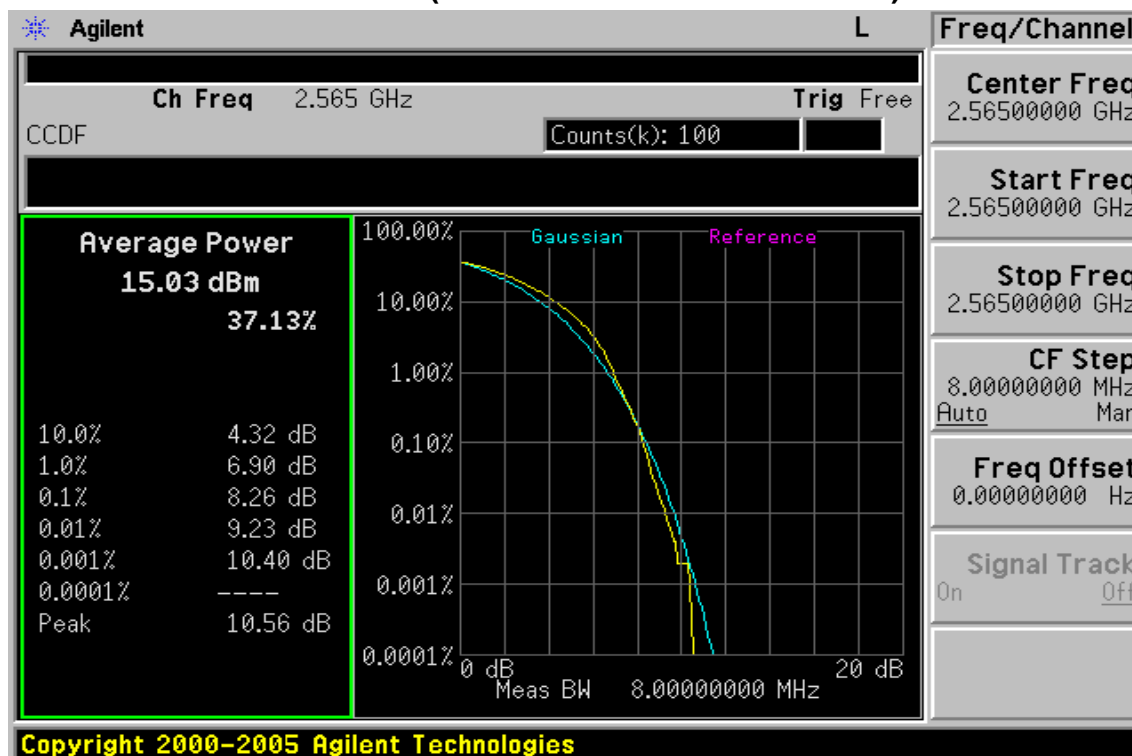 Agilent L Freq/Channel
Ch Freq 2.565 GHz Trig Free
CCDF Counts(k): 100
Center Freq
2.56500000 GHz
Start Freq
2.56500000 GHz
Stop Freq
2.56500000 GHz
CF Step
8.00000000 MHz
Auto Man
Freq Offset
0.00000000 Hz
Signal Track
On Off
Average Power
15.03 dBm
37.13%
10.0% 4.32 dB
1.0% 6.90 dB
0.1% 8.26 dB
0.01% 9.23 dB
0.001% 10.40 dB
0.0001% ----
Peak 10.56 dB
Gaussian Reference
100.00%
10.00%
1.00%
0.10%
0.01%
0.001%
0.0001%
0 dB 20 dB
Meas BW 8.00000000 MHz
Copyright 2000-2005 Agilent Technologies